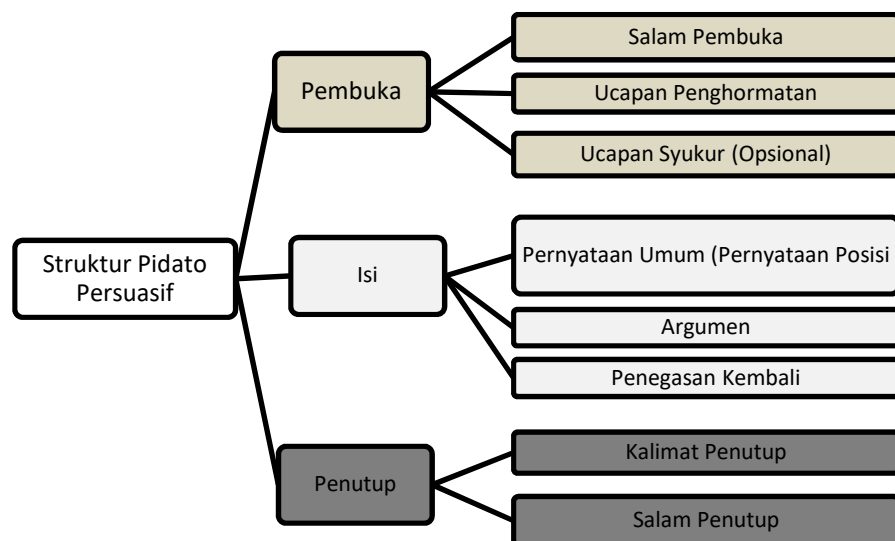 Struktur Pidato
Persuasif
Pembuka
Salam Pembuka
Ucapan Penghormatan
Ucapan Syukur (Opsional)
Isi
Pernyataan Umum (Pernyataan Posisi
Argumen
Penegasan Kembali
Penutup
Kalimat Penutup
Salam Penutup